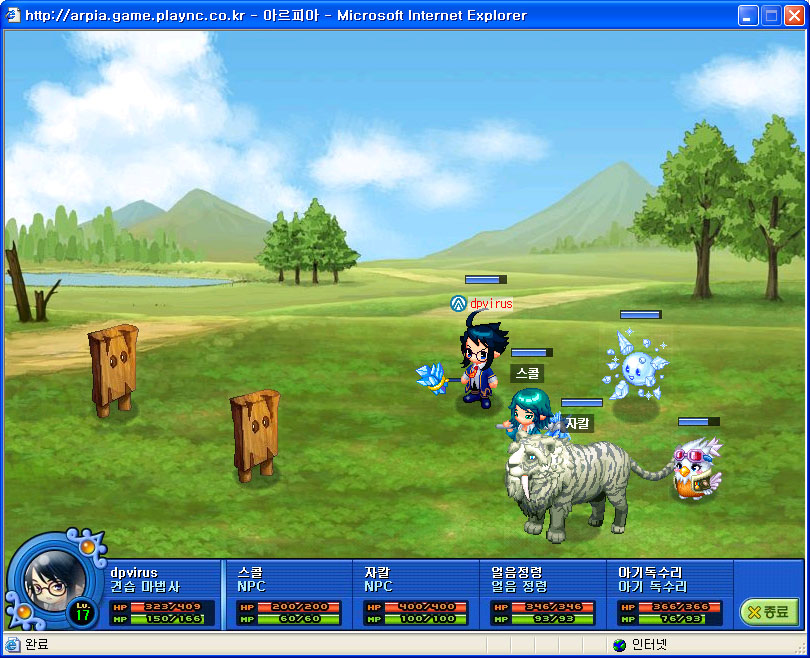 http://arpia.game.plaync.co.kr - 아르피아 - Microsoft Internet Explorer
dpvirus
스콜
자칼
dpvirus
견습 마법사
HP 323/409
MP 150/166
Lv. 17
스콜
NPC
HP 200/200
MP 60/60
자칼
NPC
HP 400/400
MP 100/100
얼음정령
얼음 정령
HP 346/346
MP 93/93
아기독수리
아기 독수리
HP 366/366
MP 76/93
종료
완료
인터넷